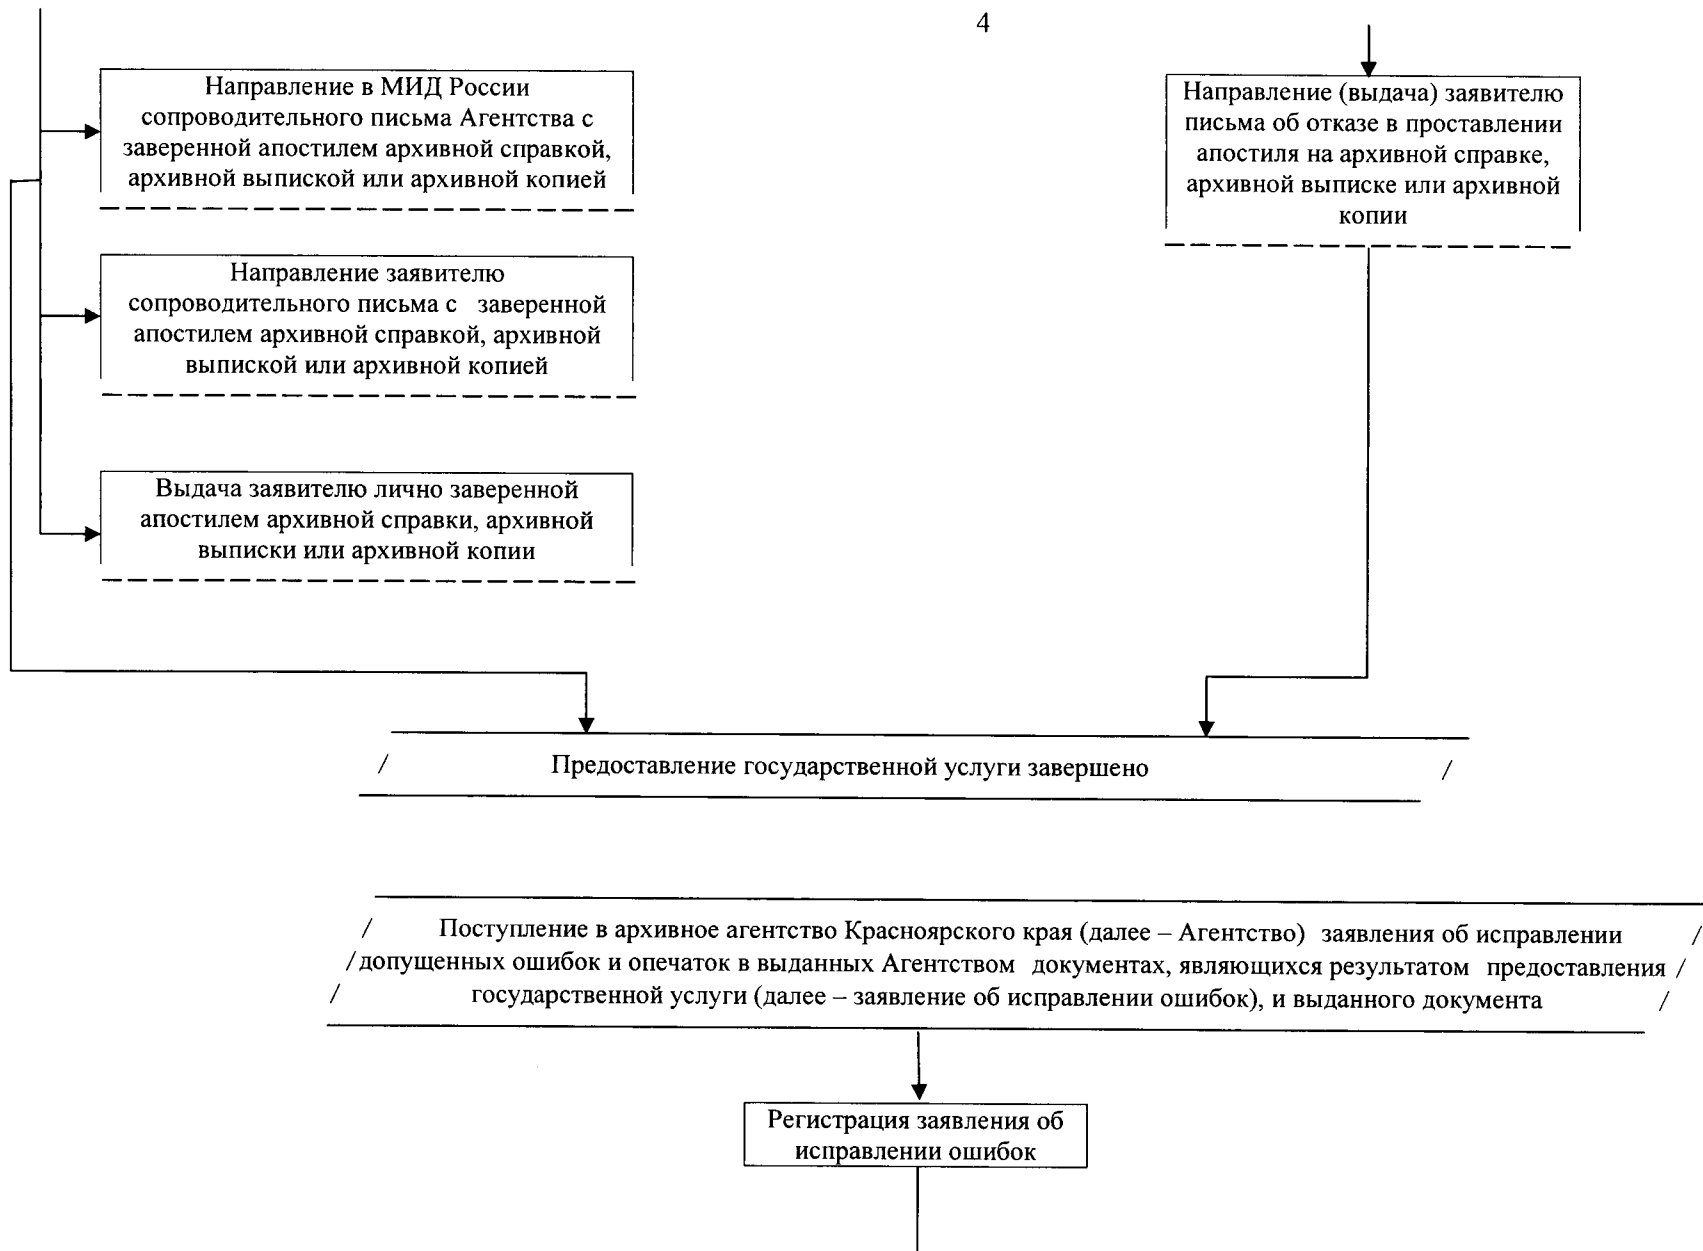 4
Направление в МИД России
сопроводительного письма Агентства с
заверенной апостилем архивной справкой,
архивной выпиской или архивной копией
Направление (выдача) заявителю
письма об отказе в проставлении
апостиля на архивной справке,
архивной выписке или архивной
копии
Направление заявителю
сопроводительного письма с заверенной
апостилем архивной справкой, архивной
выпиской или архивной копией
Выдача заявителю лично заверенной
апостилем архивной справки, архивной
выписки или архивной копии
/ Предоставление государственной услуги завершено /
/ Поступление в архивное агентство Красноярского края (далее – Агентство) заявления об исправлении /
/допущенных ошибок и опечаток в выданных Агентством документах, являющихся результатом предоставления /
/ государственной услуги (далее – заявление об исправлении ошибок), и выданного документа /
Регистрация заявления об
исправлении ошибок